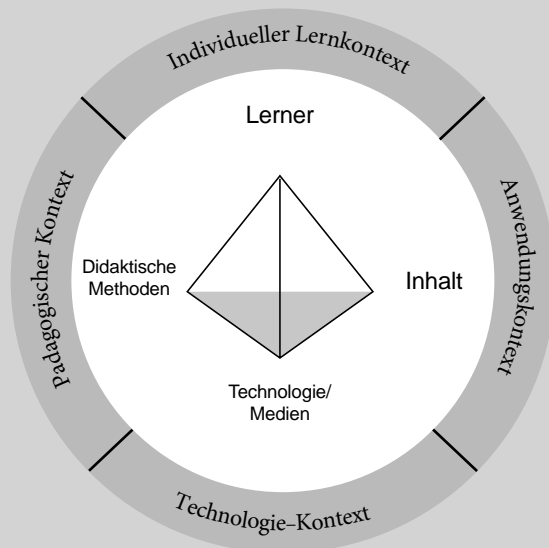 Individueller Lernkontext
Lerner
Pädagogischer Kontext
Didaktische
Methoden
Inhalt
Anwendungskontext
Technologie/
Medien
Technologie–Kontext